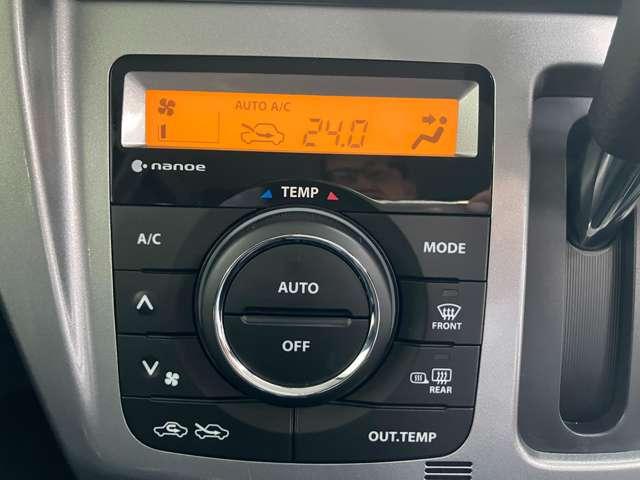 AUTO A/C
24.0
nanoe
TEMP
A/C
MODE
AUTO
OFF
FRONT
REAR
OUT.TEMP